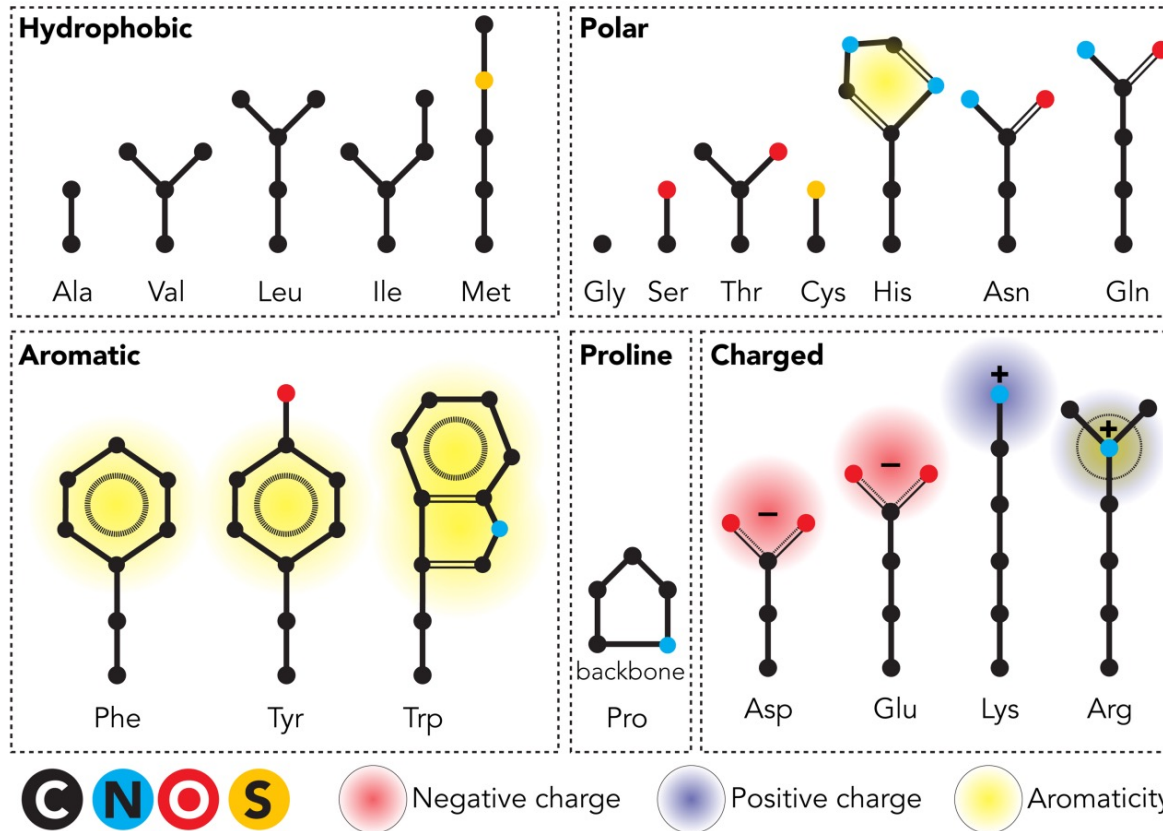 Hydrophobic
Ala Val Leu Ile Met
Polar
Gly Ser Thr Cys His Asn Gln
Aromatic
Phe Tyr Trp
Proline
backbone
Pro
Charged
− − + +
Asp Glu Lys Arg
C N O S Negative charge Positive charge Aromaticity